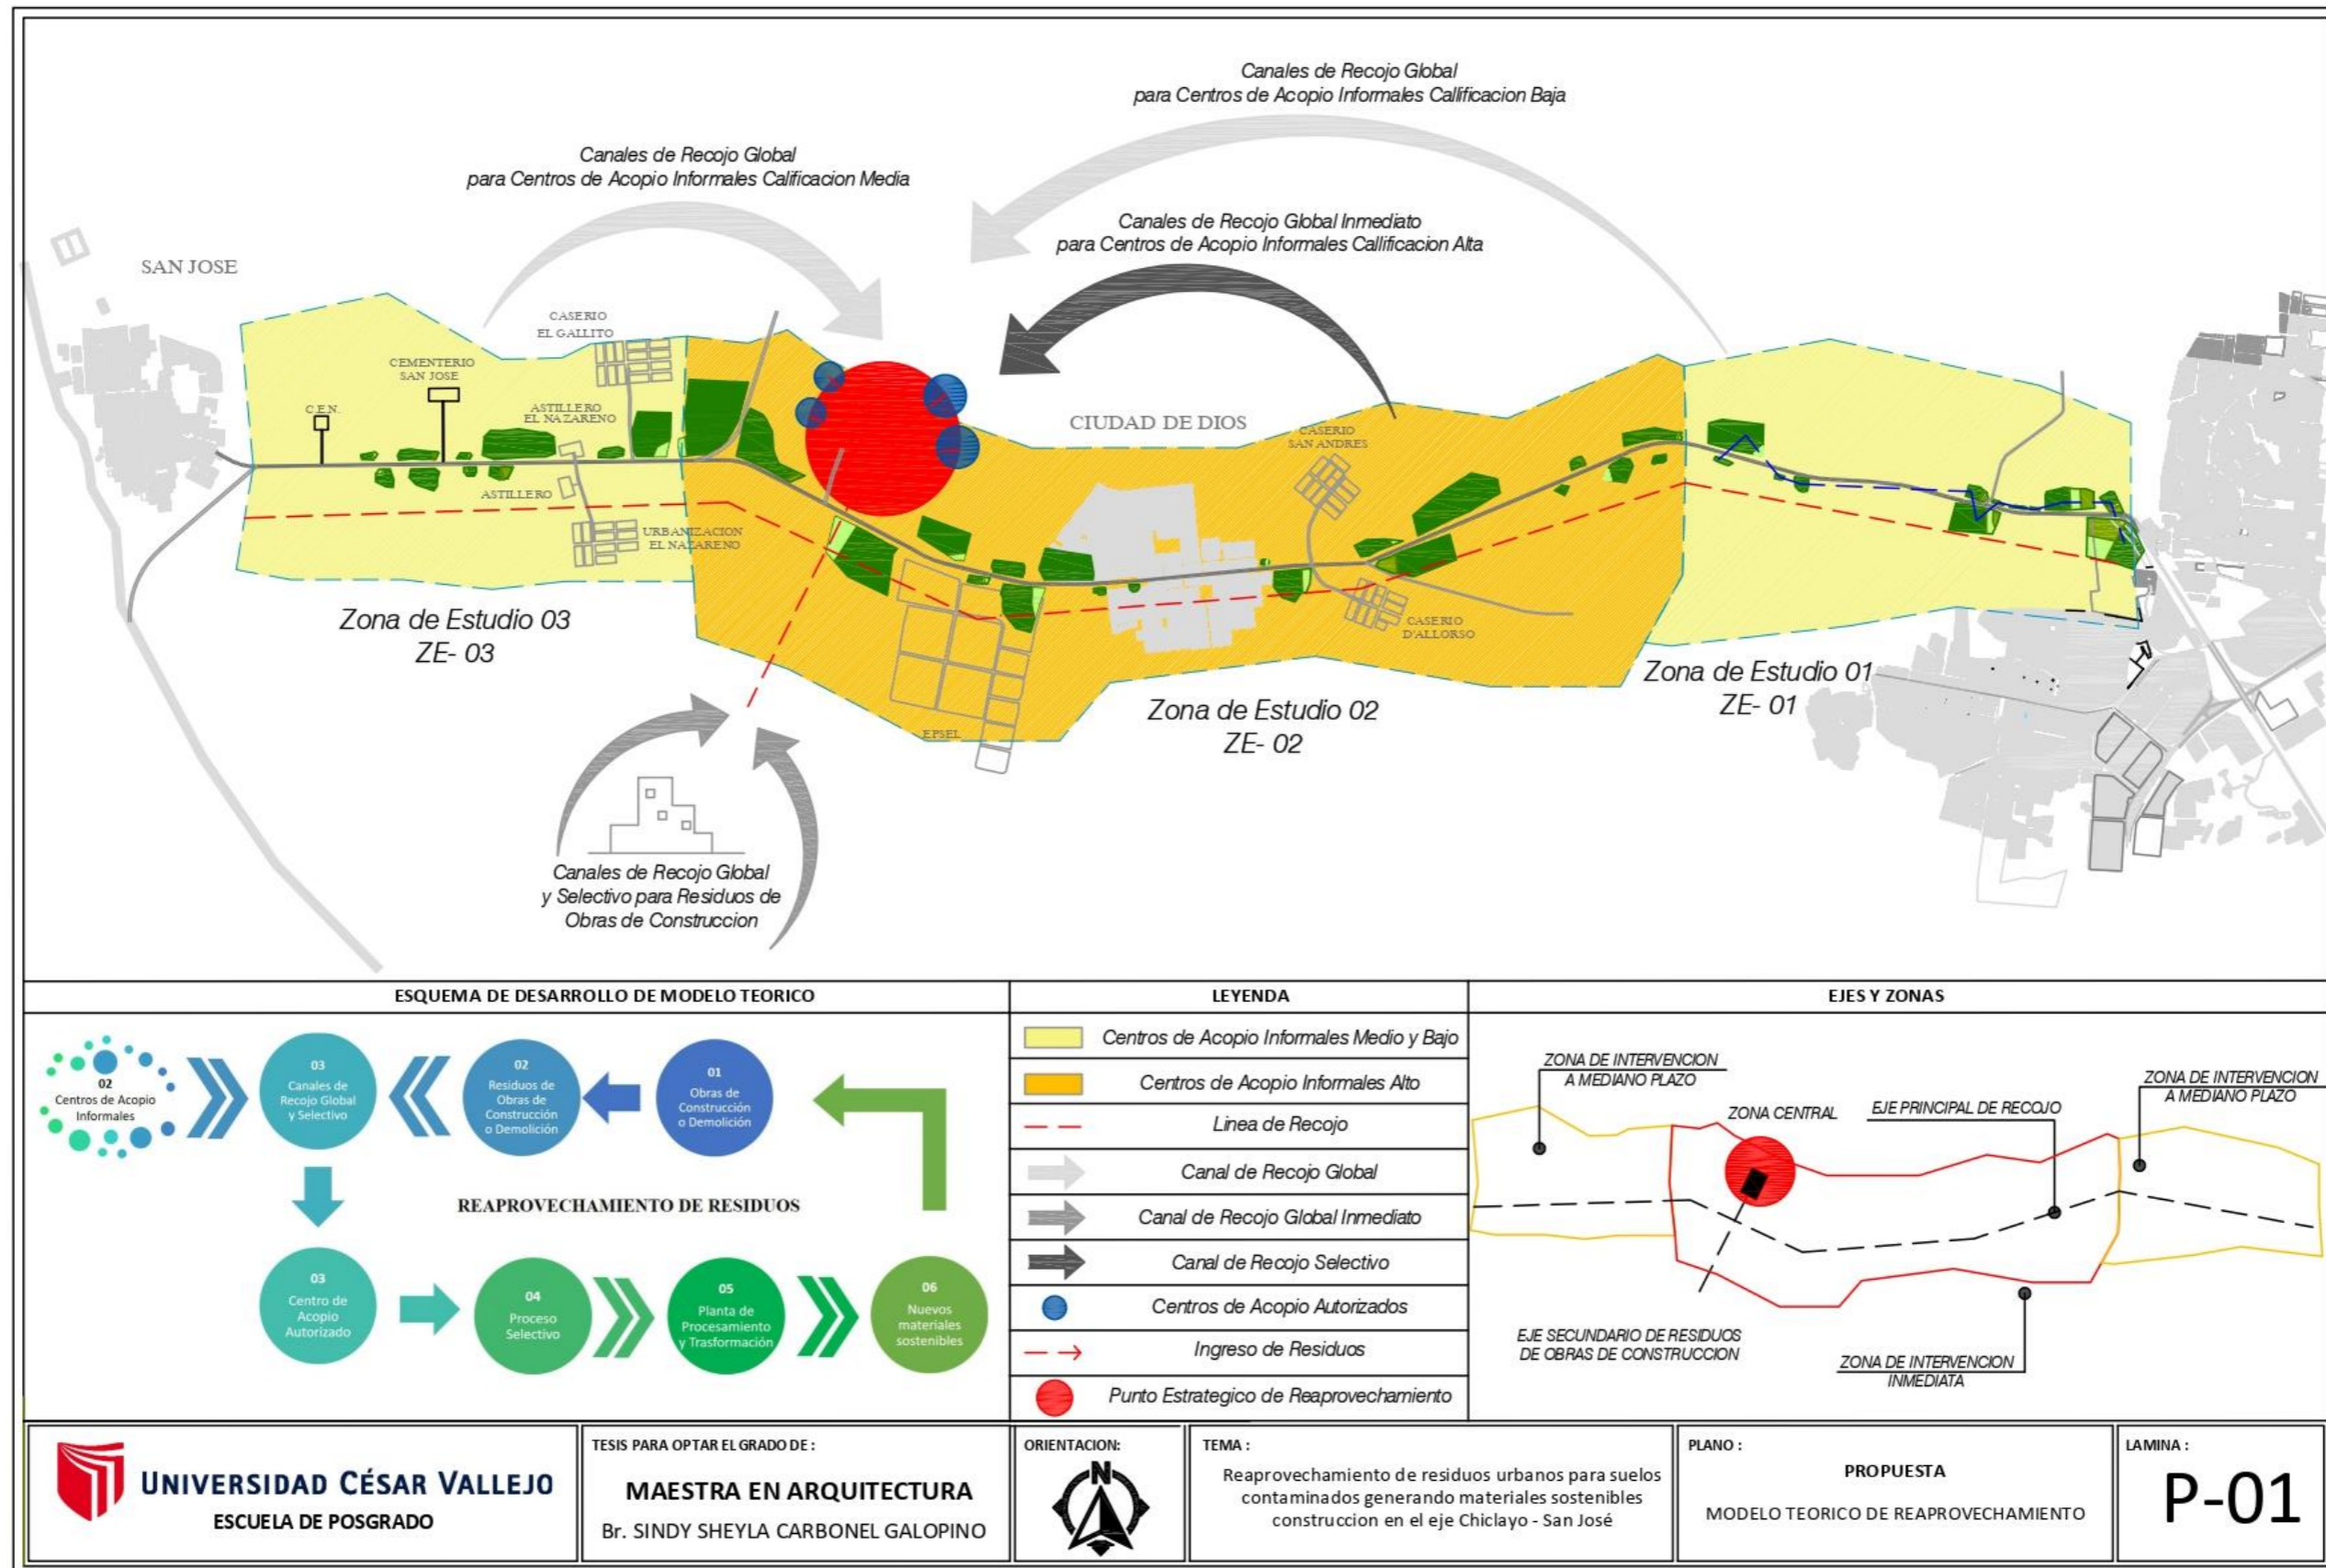 Canales de Recojo Global
para Centros de Acopio Informales Callificacion Baja
Canales de Recojo Global
para Centros de Acopio Informales Calificacion Media
Canales de Recojo Global Inmediato
para Centros de Acopio Informales Callificacion Alta
SAN JOSE
CASERIO
EL GALLITO
CEMENTERIO
SAN JOSE
C.E.N.
ASTILLERO
EL NAZARENO
ASTILLERO
URBANIZACION
EL NAZARENO
CIUDAD DE DIOS
CASERIO
SAN ANDRES
CASERIO
D'ALLORSO
EPSEL
Zona de Estudio 03
ZE- 03
Zona de Estudio 02
ZE- 02
Zona de Estudio 01
ZE- 01
Canales de Recojo Global
y Selectivo para Residuos de
Obras de Construccion
ESQUEMA DE DESARROLLO DE MODELO TEORICO
02
Centros de Acopio
Informales
03
Canales de
Recojo Global
y Selectivo
02
Residuos de
Obras de
Construcción
o Demolición
01
Obras de
Construcción
o Demolición
REAPROVECHAMIENTO DE RESIDUOS
03
Centro de
Acopio
Autorizado
04
Proceso
Selectivo
05
Planta de
Procesamiento
y Trasformación
06
Nuevos
materiales
sostenibles
LEYENDA
Centros de Acopio Informales Medio y Bajo
Centros de Acopio Informales Alto
Linea de Recojo
Canal de Recojo Global
Canal de Recojo Global Inmediato
Canal de Recojo Selectivo
Centros de Acopio Autorizados
Ingreso de Residuos
Punto Estrategico de Reaprovechamiento
EJES Y ZONAS
ZONA DE INTERVENCION
A MEDIANO PLAZO
ZONA CENTRAL
EJE PRINCIPAL DE RECOJO
ZONA DE INTERVENCION
A MEDIANO PLAZO
EJE SECUNDARIO DE RESIDUOS
DE OBRAS DE CONSTRUCCION
ZONA DE INTERVENCION
INMEDIATA
UNIVERSIDAD CÉSAR VALLEJO
ESCUELA DE POSGRADO
TESIS PARA OPTAR EL GRADO DE :
MAESTRA EN ARQUITECTURA
Br. SINDY SHEYLA CARBONEL GALOPINO
ORIENTACION:
N
TEMA :
Reaprovechamiento de residuos urbanos para suelos
contaminados generando materiales sostenibles
construccion en el eje Chiclayo - San José
PLANO :
PROPUESTA
MODELO TEORICO DE REAPROVECHAMIENTO
LAMINA :
P-01